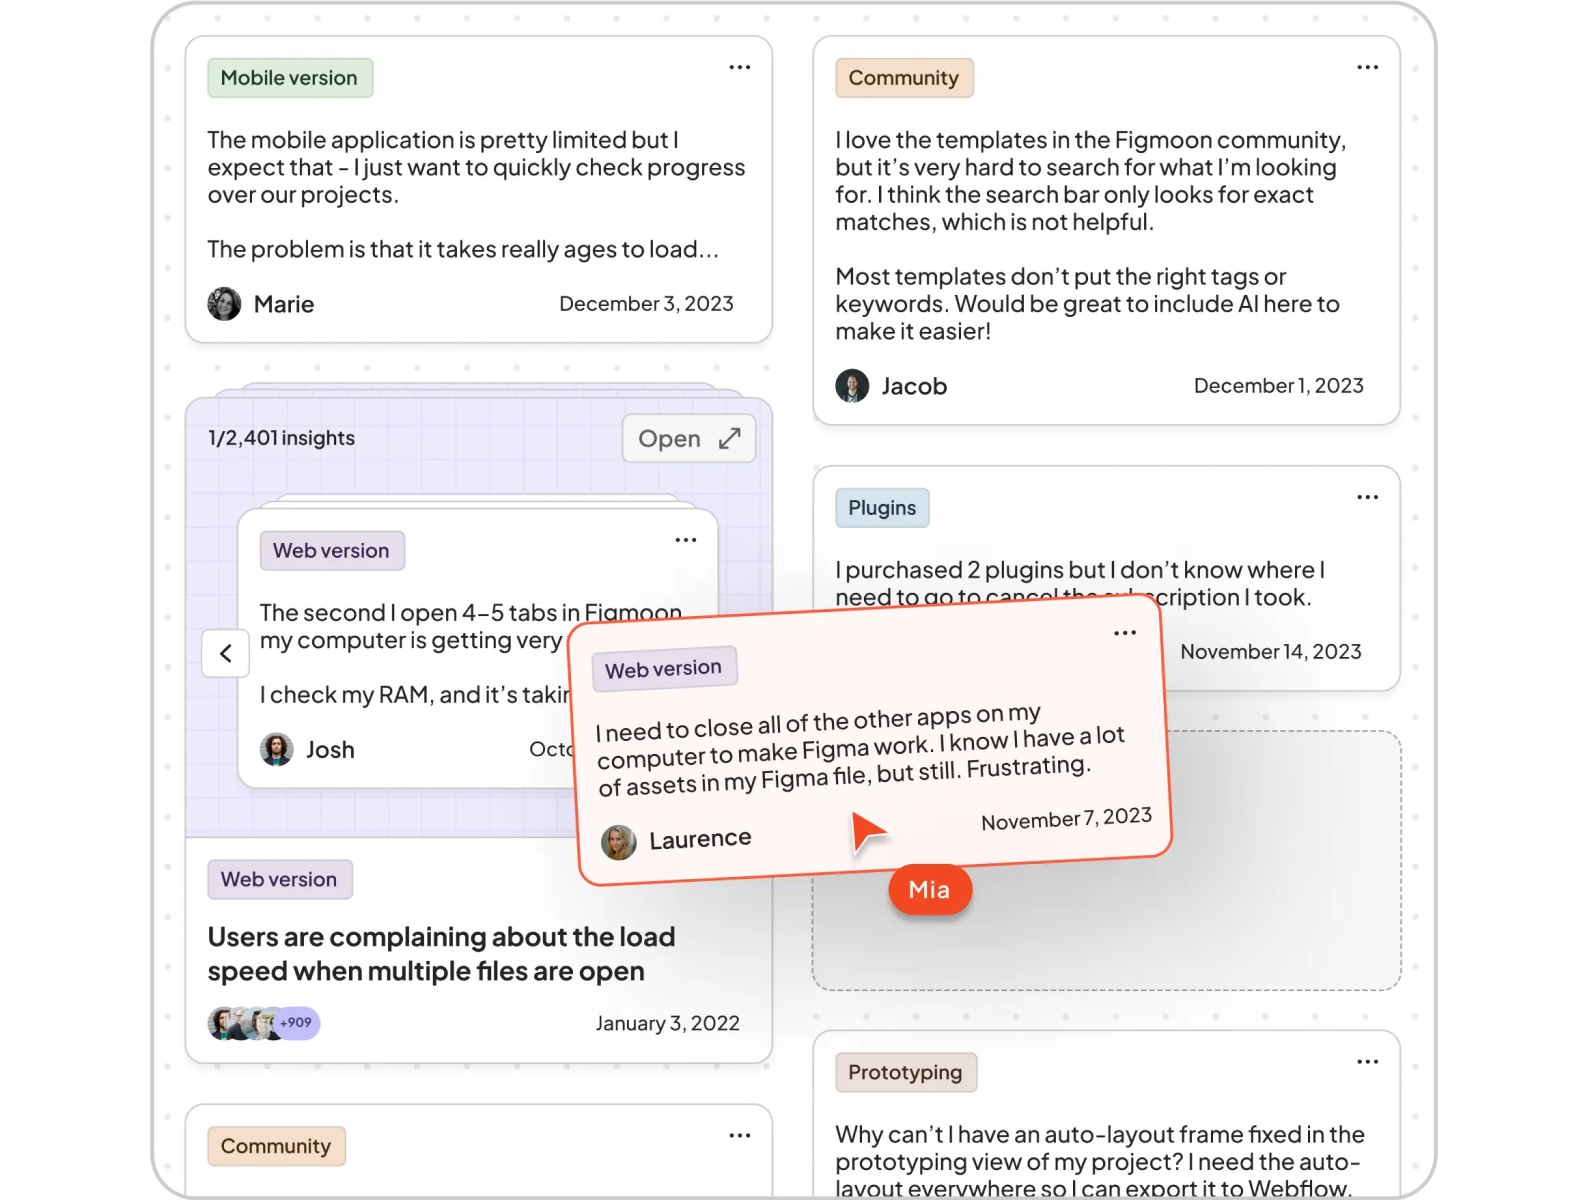 Mobile version
The mobile application is pretty limited but I
expect that – I just want to quickly check progress
over our projects.
The problem is that it takes really ages to load...
Marie
December 3, 2023
Community
I love the templates in the Figmoon community,
but it’s very hard to search for what I’m looking
for. I think the search bar only looks for exact
matches, which is not helpful.
Most templates don’t put the right tags or
keywords. Would be great to include AI here to
make it easier!
Jacob
December 1, 2023
1/2,401 insights
Open
Web version
The second I open 4–5 tabs in Figmoon
my computer is getting very
I check my RAM, and it’s
Josh
Plugins
I purchased 2 plugins but I don’t know where I
need to go to cancel the subscription I took.
November 14, 2023
Web version
I need to close all of the other apps on my
computer to make Figma work. I know I have a lot
of assets in my Figma file, but still. Frustrating.
Laurence
November 7, 2023
Mia
Web version
Users are complaining about the load
speed when multiple files are open
+909
January 3, 2022
Community
Prototyping
Why can’t I have an auto-layout frame fixed in the
prototyping view of my project? I need the auto-
layout everywhere so I can export it to Webflow.